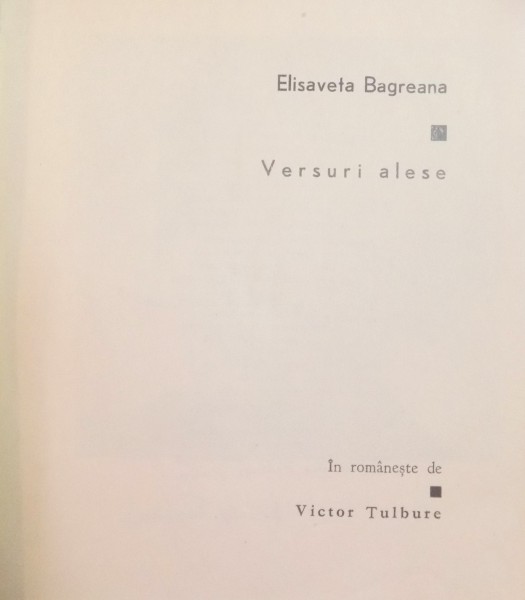 Elisaveta Bagreana
Versuri alese
În românește de
Victor Tulbure